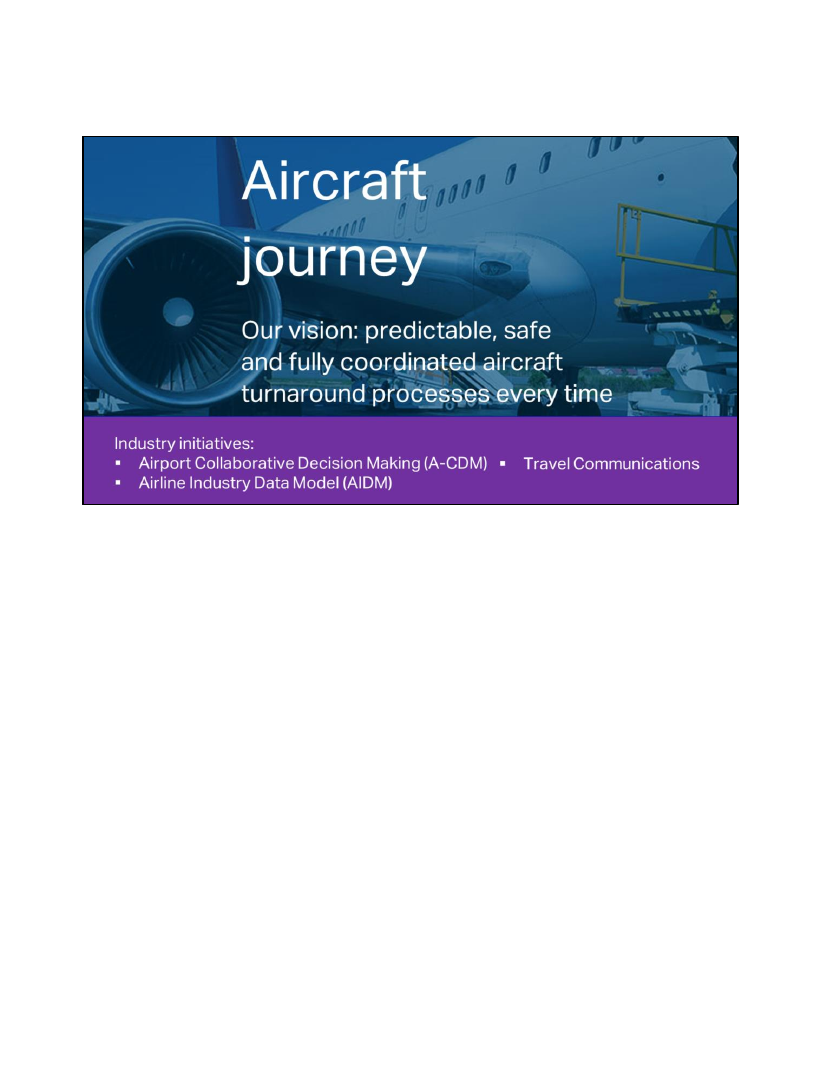 Aircraft
journey
Our vision: predictable, safe
and fully coordinated aircraft
turnaround processes every time
Industry initiatives:
▪ Airport Collaborative Decision Making (A-CDM) ▪ Travel Communications
▪ Airline Industry Data Model (AIDM)